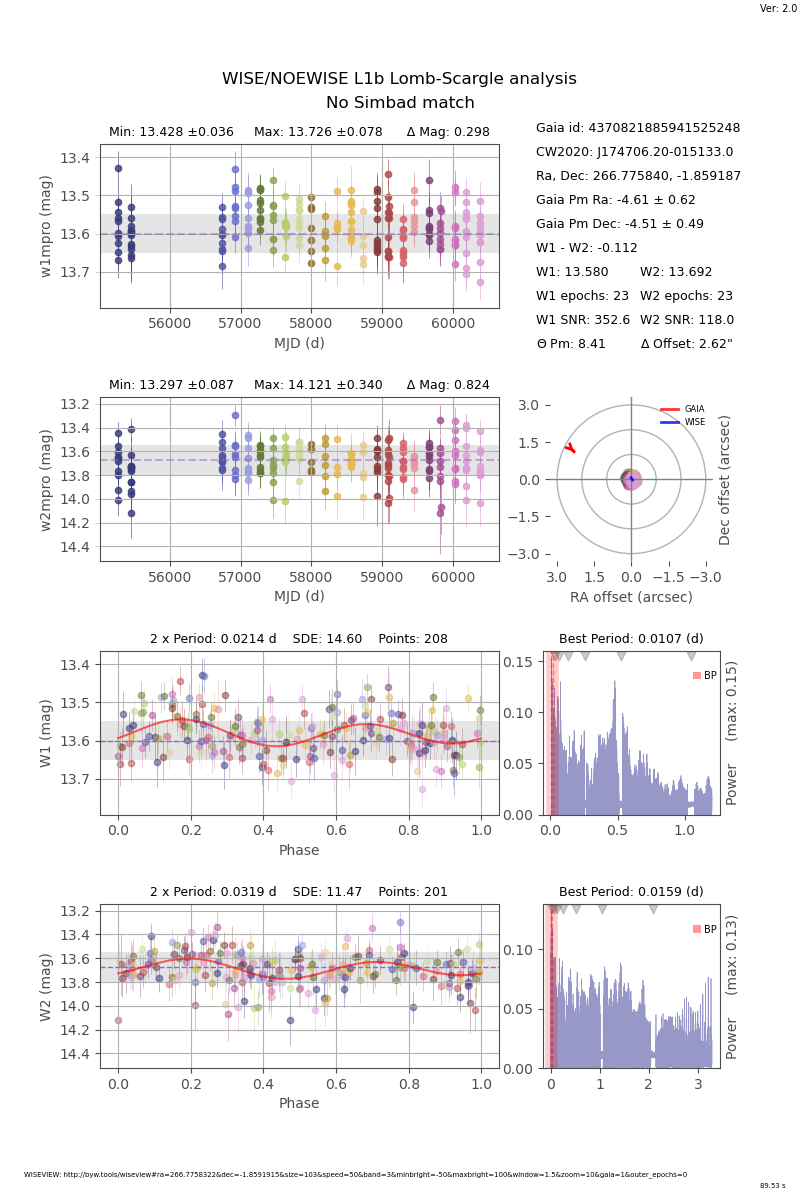 Ver: 2.0
WISE/NOEWISE L1b Lomb-Scargle analysis
No Simbad match
Min: 13.428 ±0.036 Max: 13.726 ±0.078 Δ Mag: 0.298
13.4
13.5
13.6
13.7
w1mpro (mag)
56000 57000 58000 59000 60000
MJD (d)
Gaia id: 4370821885941525248
CW2020: J174706.20-015133.0
Ra, Dec: 266.775840, -1.859187
Gaia Pm Ra: -4.61 ± 0.62
Gaia Pm Dec: -4.51 ± 0.49
W1 - W2: -0.112
W1: 13.580 W2: 13.692
W1 epochs: 23 W2 epochs: 23
W1 SNR: 352.6 W2 SNR: 118.0
Θ Pm: 8.41 Δ Offset: 2.62"
Min: 13.297 ±0.087 Max: 14.121 ±0.340 Δ Mag: 0.824
13.2
13.4
13.6
13.8
14.0
14.2
14.4
w2mpro (mag)
56000 57000 58000 59000 60000
MJD (d)
3.0
1.5
0.0
−1.5
−3.0
GAIA
WISE
Dec offset (arcsec)
3.0 1.5 0.0 −1.5 −3.0
RA offset (arcsec)
2 x Period: 0.0214 d SDE: 14.60 Points: 208
13.4
13.5
13.6
13.7
W1 (mag)
0.0 0.2 0.4 0.6 0.8 1.0
Phase
Best Period: 0.0107 (d)
0.15
0.10
0.05
0.00
BP
Power (max: 0.15)
0.0 0.5 1.0
2 x Period: 0.0319 d SDE: 11.47 Points: 201
13.2
13.4
13.6
13.8
14.0
14.2
14.4
W2 (mag)
0.0 0.2 0.4 0.6 0.8 1.0
Phase
Best Period: 0.0159 (d)
0.10
0.05
0.00
BP
Power (max: 0.13)
0 1 2 3
WISEVIEW: http://byw.tools/wiseview#ra=266.7758322&dec=-1.8591915&size=103&speed=50&band=3&minbright=-50&maxbright=100&window=1.5&zoom=10&gaia=1&outer_epochs=0
89.53 s